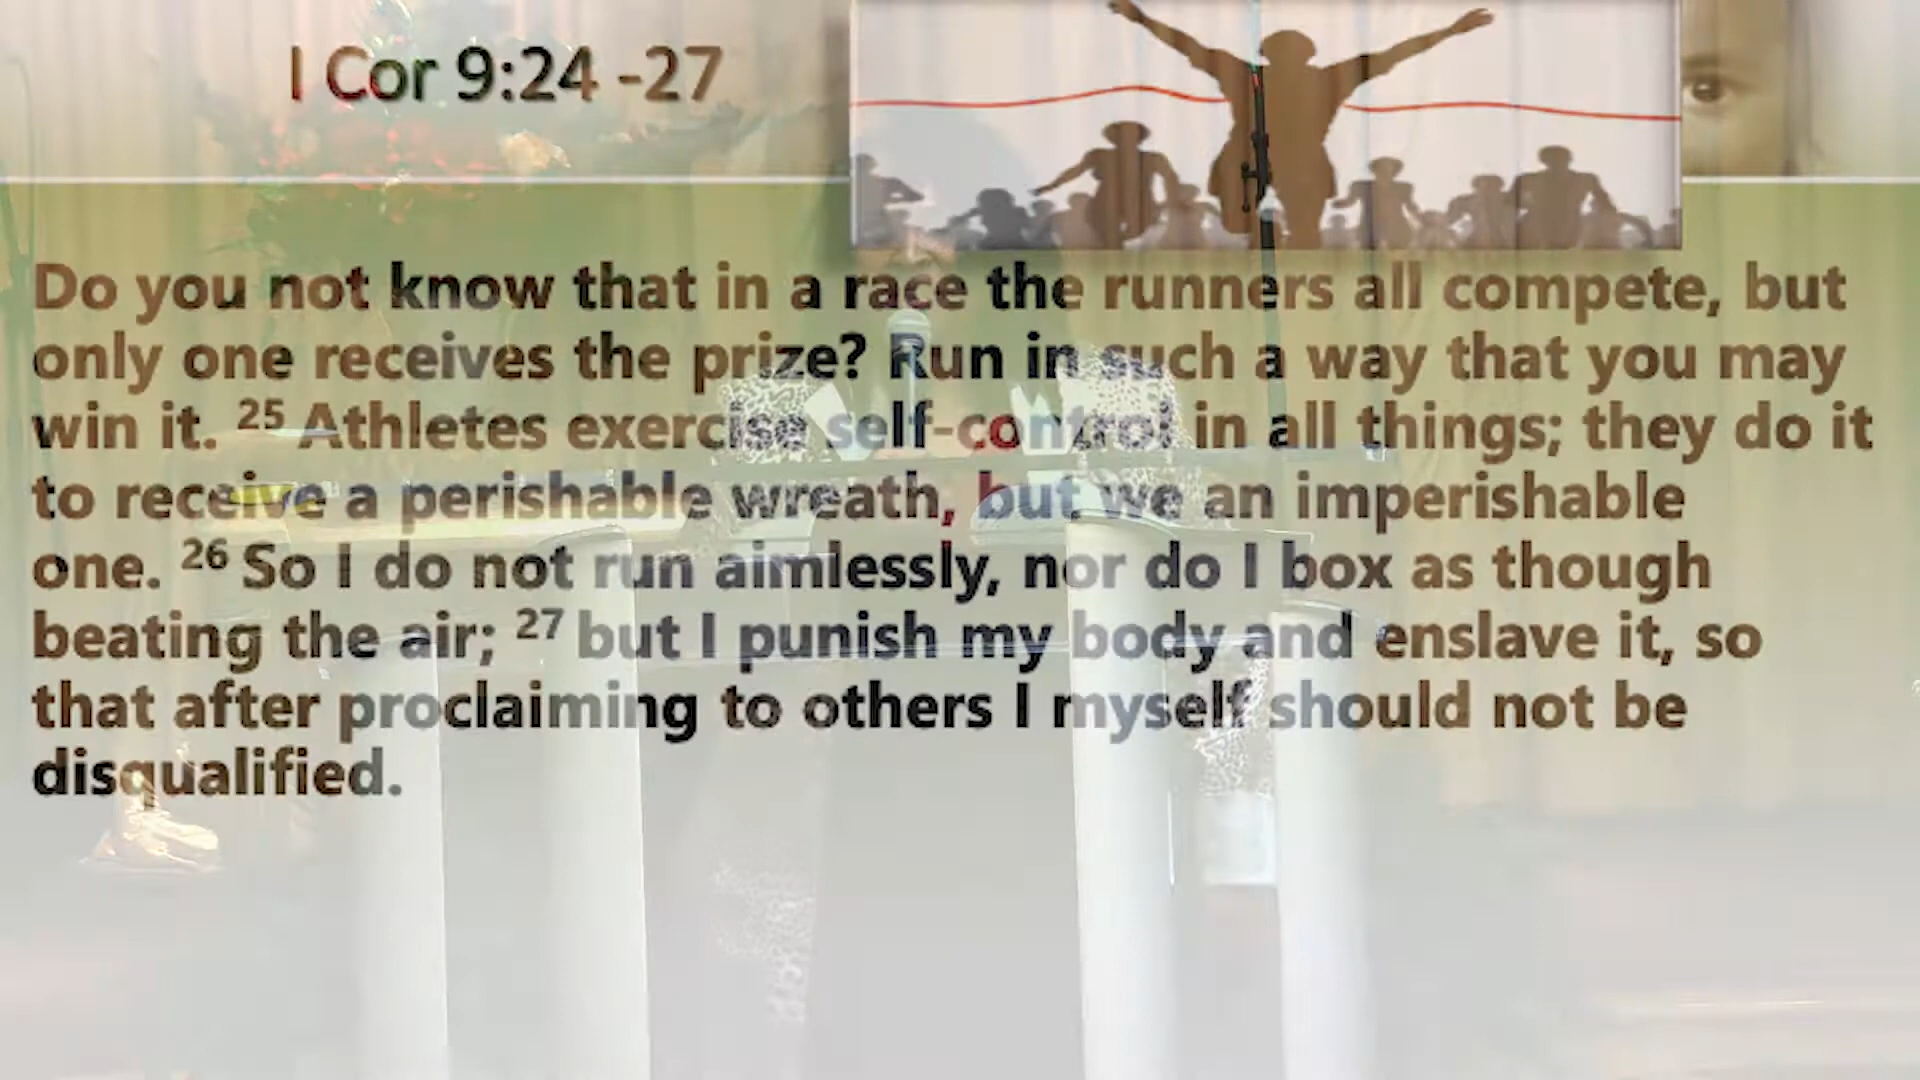 I Cor 9:24 -27
Do you not know that in a race the runners all compete, but
only one receives the prize? Run in such a way that you may
win it. 25 Athletes exercise self-control in all things; they do it
to receive a perishable wreath, but we an imperishable
one. 26 So I do not run aimlessly, nor do I box as though
beating the air; 27 but I punish my body and enslave it, so
that after proclaiming to others I myself should not be
disqualified.